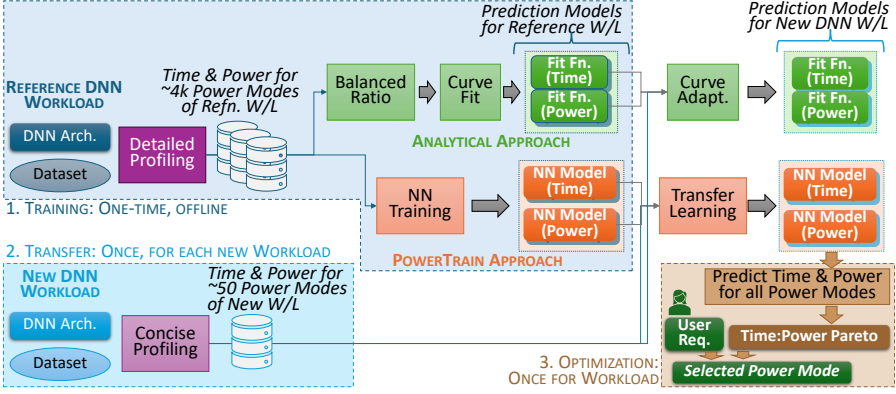 Prediction Models
for Reference W/L
Prediction Models
for New DNN W/L
REFERENCE DNN
WORKLOAD
DNN Arch.
Dataset
Detailed
Profiling
Time & Power for
~4k Power Modes
of Refn. W/L
Balanced
Ratio
Curve
Fit
Fit Fn.
(Time)
Fit Fn.
(Power)
Curve
Adapt.
Fit Fn.
(Time)
Fit Fn.
(Power)
ANALYTICAL APPROACH
NN
Training
NN Model
(Time)
NN Model
(Power)
Transfer
Learning
NN Model
(Time)
NN Model
(Power)
POWERTRAIN APPROACH
1. TRAINING: ONE-TIME, OFFLINE
2. TRANSFER: ONCE, FOR EACH NEW WORKLOAD
NEW DNN
WORKLOAD
DNN Arch.
Dataset
Concise
Profiling
Time & Power for
~50 Power Modes
of New W/L
Predict Time & Power
for all Power Modes
User
Req.
Time:Power Pareto
Selected Power Mode
3. OPTIMIZATION:
ONCE FOR WORKLOAD